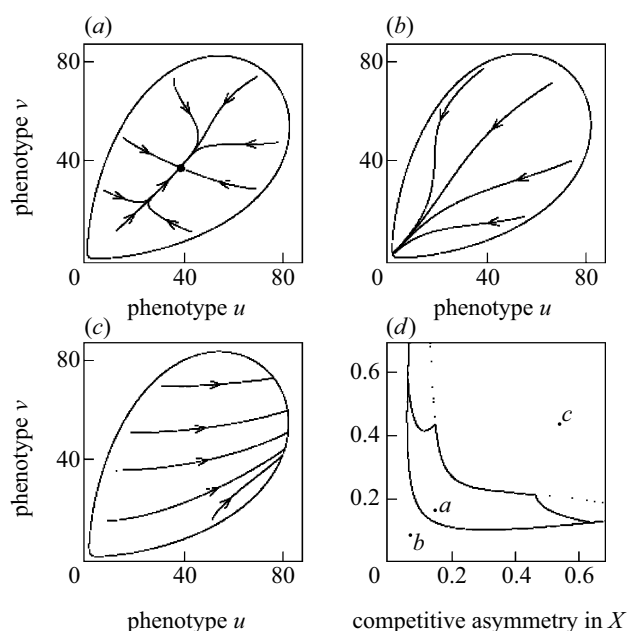 (a)
(b)
phenotype v
80
40
0
40
80
phenotype u
80
40
0
40
80
phenotype u
(c)
(d)
phenotype v
80
40
0
40
80
phenotype u
0.6
0.4
0.2
0
0.2
0.4
0.6
a
b
c
competitive asymmetry in X